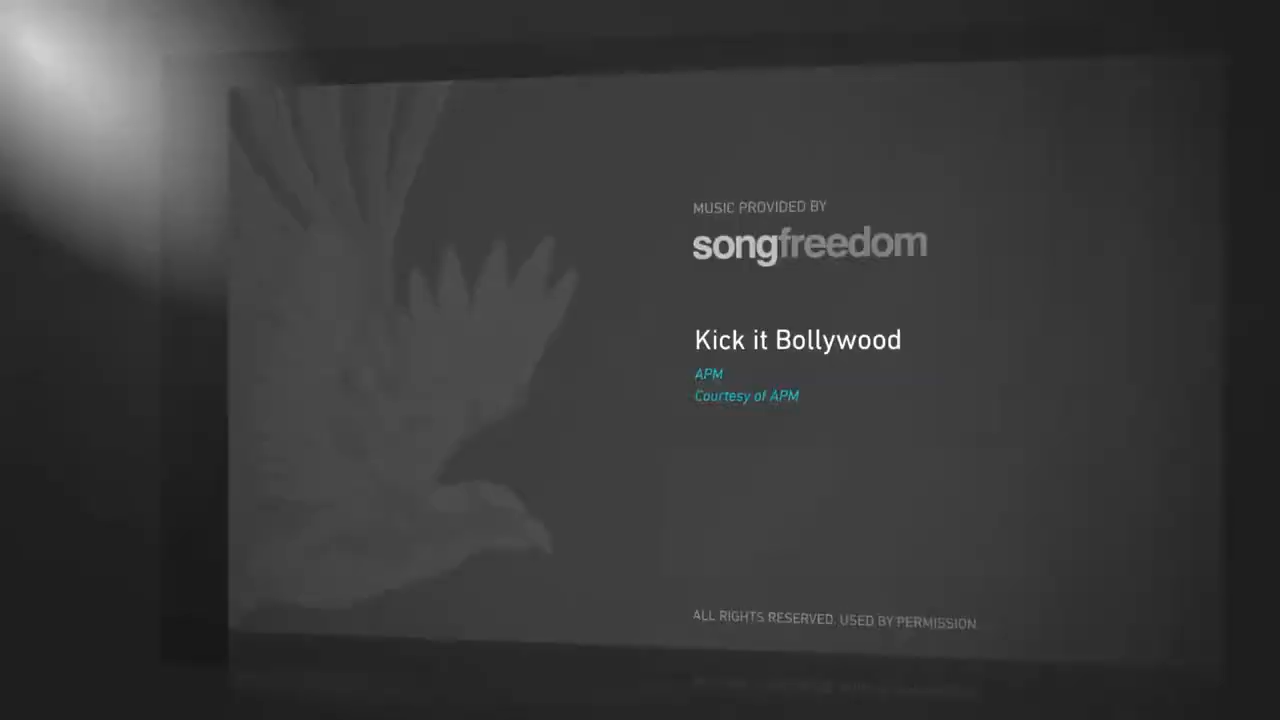 MUSIC PROVIDED BY
songfreedom
Kick it Bollywood
APM
Courtesy of APM
ALL RIGHTS RESERVED. USED BY PERMISSION